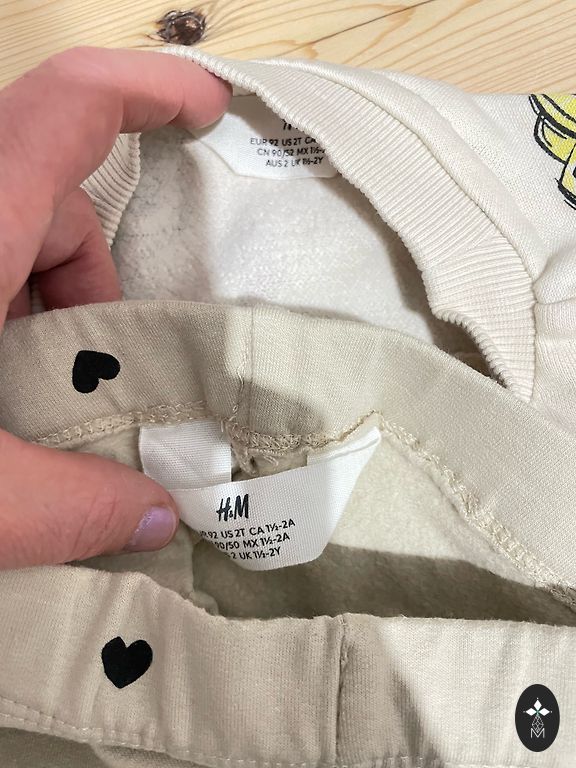 EUR 92 US 2T CA
CN 90/52 MX 1½-
AUS 2 UK 1½-2Y
H&M
92 US 2T CA 1½-2A
90/50 MX 1½-2A
2 UK 1½-2Y
M